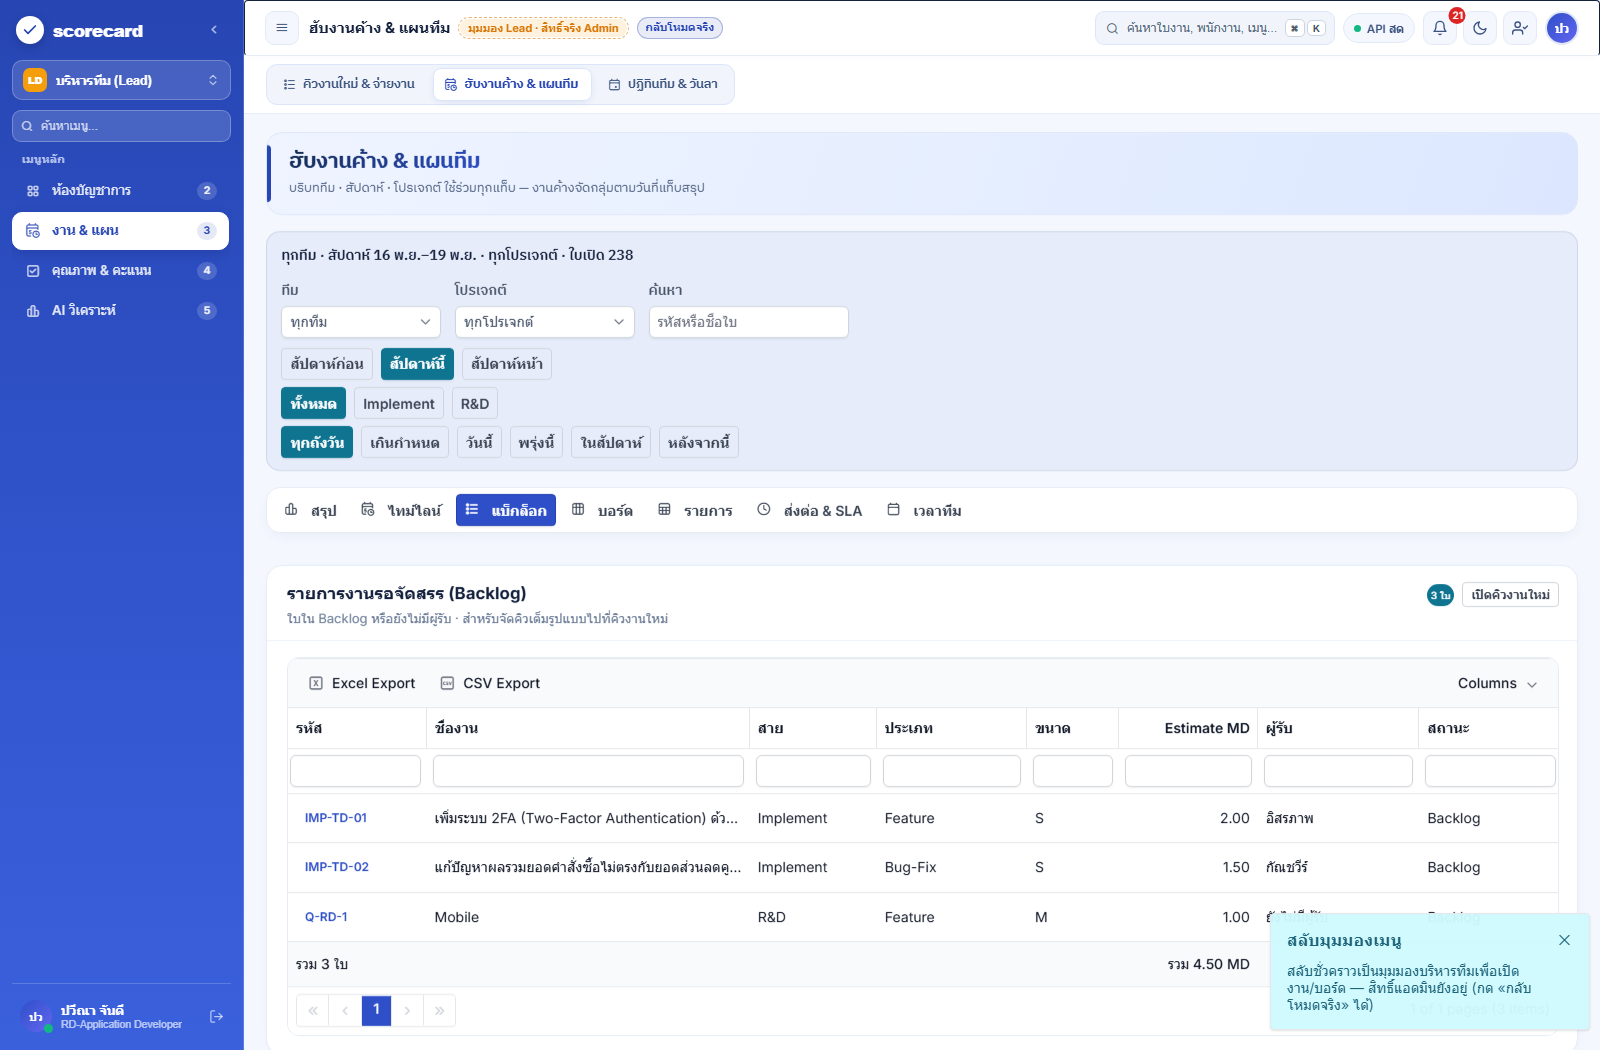 scorecard
LD บริหารทีม (Lead)
ค้นหาเมนู...
เมนูหลัก
ห้องบัญชาการ 2
งาน & แผน 3
คุณภาพ & คะแนน 4
AI วิเคราะห์ 5
ปว ปวีณา จันดี
RD-Application Developer
ฮับงานค้าง & แผนทีม มุมมอง Lead · สิทธิ์จริง Admin กลับโหมดจริง
ค้นหาใบงาน, พนักงาน, เมนู... ⌘ K API สด 21 ปว
คิวงานใหม่ & จ่ายงาน ฮับงานค้าง & แผนทีม ปฏิทินทีม & วันลา
ฮับงานค้าง & แผนทีม
บริบททีม · สัปดาห์ · โปรเจกต์ ใช้ร่วมทุกแท็บ — งานค้างจัดกลุ่มตามวันที่แท็บสรุป
ทุกทีม · สัปดาห์ 16 พ.ย.–19 พ.ย. · ทุกโปรเจกต์ · ใบเปิด 238
ทีม โปรเจกต์ ค้นหา
ทุกทีม ทุกโปรเจกต์ รหัสหรือชื่อใบ
สัปดาห์ก่อน สัปดาห์นี้ สัปดาห์หน้า
ทั้งหมด Implement R&D
ทุกถังวัน เกินกำหนด วันนี้ พรุ่งนี้ ในสัปดาห์ หลังจากนี้
สรุป ไทม์ไลน์ แบ็กล็อก บอร์ด รายการ ส่งต่อ & SLA เวลาทีม
รายการงานรอจัดสรร (Backlog) 3 ใบ เปิดคิวงานใหม่
ใบใน Backlog หรือยังไม่มีผู้รับ · สำหรับจัดคิวเต็มรูปแบบไปที่คิวงานใหม่
Excel Export CSV Export Columns
รหัส ชื่องาน สาย ประเภท ขนาด Estimate MD ผู้รับ สถานะ
IMP-TD-01 เพิ่มระบบ 2FA (Two-Factor Authentication) ด้ว... Implement Feature S 2.00 อิสรภาพ Backlog
IMP-TD-02 แก้ปัญหาผลรวมยอดคำสั่งซื้อไม่ตรงกับยอดส่วนลดคู... Implement Bug-Fix S 1.50 กัณชวีร์ Backlog
Q-RD-1 Mobile R&D Feature M 1.00 ยังไม่มีผู้รับ Backlog
รวม 3 ใบ รวม 4.50 MD
« ‹ 1 › »
1 of 1 pages (3 items)
สลับมุมมองเมนู
สลับชั่วคราวเป็นมุมมองบริหารทีมเพื่อเปิด
งาน/บอร์ด — สิทธิ์แอดมินยังอยู่ (กด «กลับ
โหมดจริง» ได้)